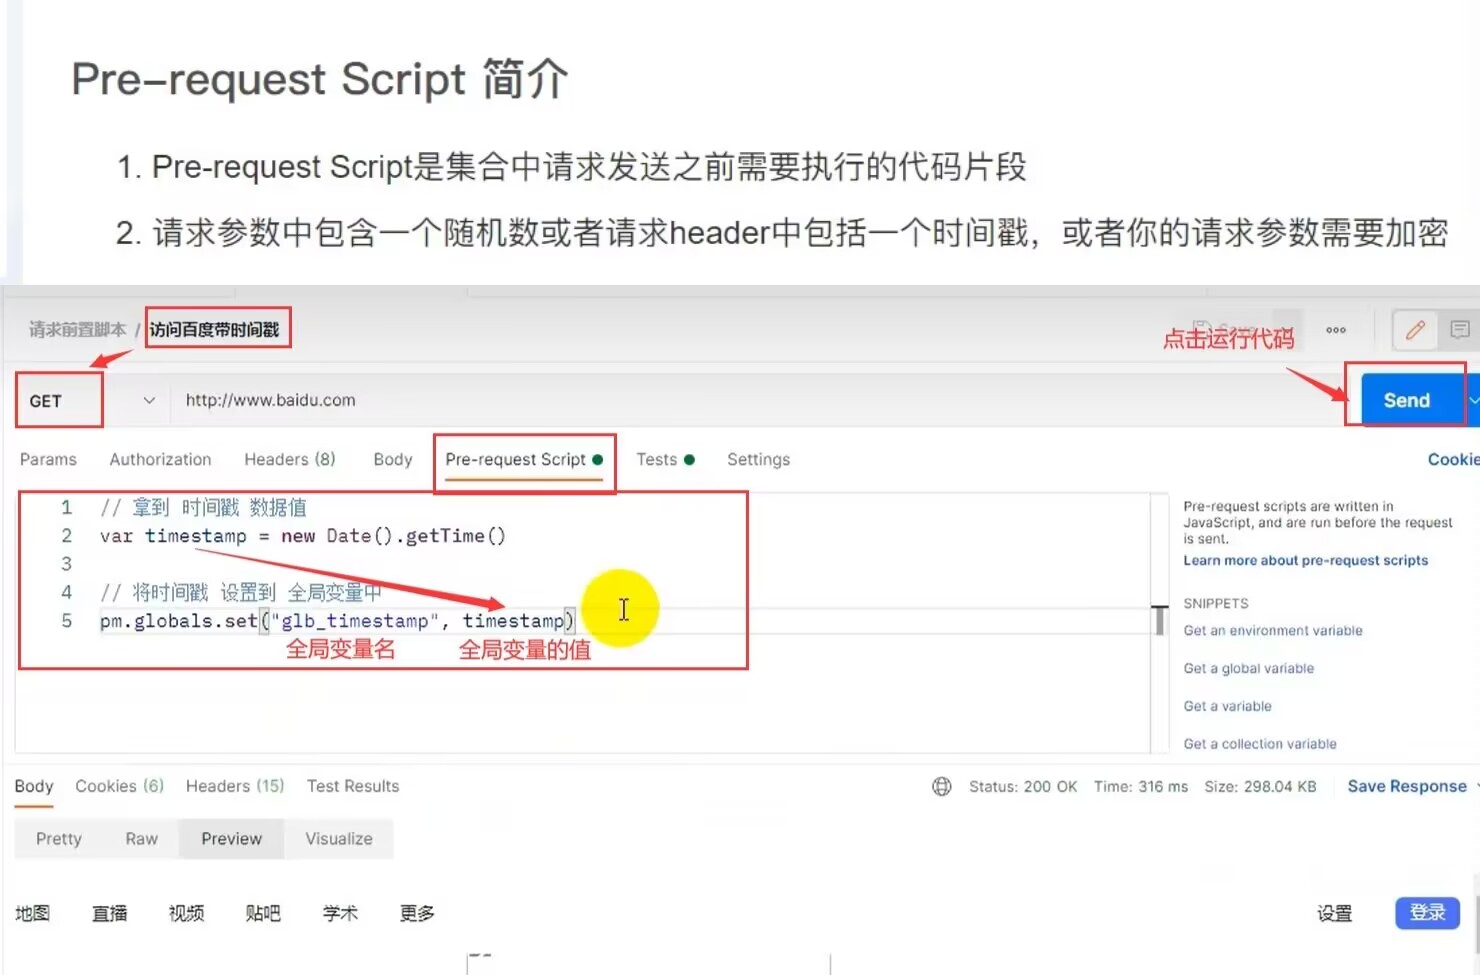 Pre-request Script 简介
1. Pre-request Script是集合中请求发送之前需要执行的代码片段
2. 请求参数中包含一个随机数或者请求header中包括一个时间戳，或者你的请求参数需要加密
请求前置脚本 / 访问百度带时间戳
Save
点击运行代码
GET http://www.baidu.com Send
Params Authorization Headers (8) Body Pre-request Script Tests Settings Cookie
1 // 拿到 时间戳 数据值
2 var timestamp = new Date().getTime()
3
4 // 将时间戳 设置到 全局变量中
5 pm.globals.set("glb_timestamp", timestamp)
全局变量名 全局变量的值
Pre-request scripts are written in
JavaScript, and are run before the request
is sent.
Learn more about pre-request scripts
SNIPPETS
Get an environment variable
Get a global variable
Get a variable
Get a collection variable
Body Cookies (6) Headers (15) Test Results Status: 200 OK Time: 316 ms Size: 298.04 KB Save Response
Pretty Raw Preview Visualize
地图 直播 视频 贴吧 学术 更多 设置 登录